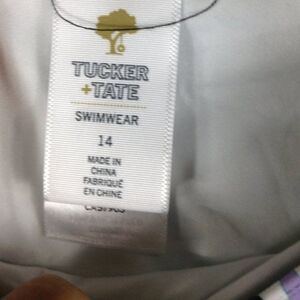 TUCKER
+TATE
SWIMWEAR
14
MADE IN
CHINA
FABRIQUÉ
EN CHINE